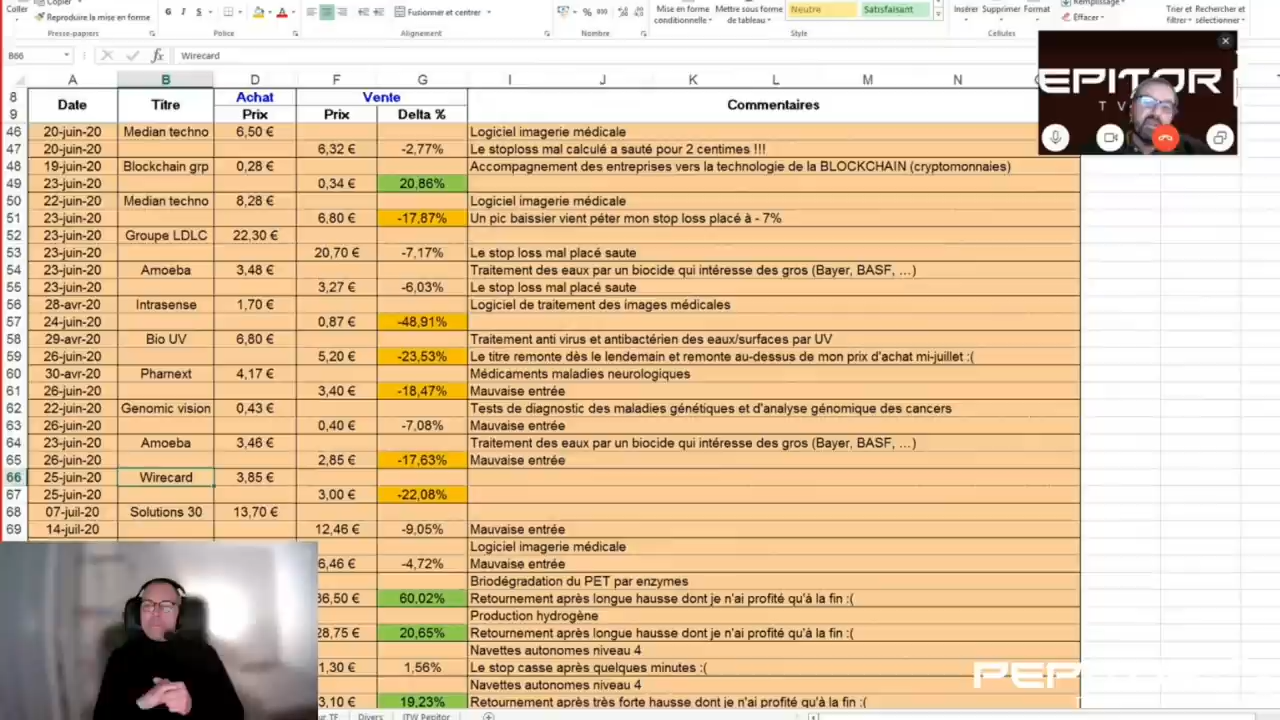 Coller
Copier
Reproduire la mise en forme
Presse-papiers
G I S
Police
Fusionner et centrer
Alignement
% 000
Nombre
Mise en forme conditionnelle
Mettre sous forme de tableau
Neutre
Satisfaisant
Style
Insérer Supprimer Format
Cellules
Remplissage
Effacer
Trier et filtrer
Rechercher et sélectionner
B66
fx
Wirecard
A B D F G I J K L M N
8 Date Titre Achat Vente Commentaires
9 Prix Prix Delta %
46 20-juin-20 Median techno 6,50 € Logiciel imagerie médicale
47 20-juin-20 6,32 € -2,77% Le stoploss mal calculé a sauté pour 2 centimes !!!
48 19-juin-20 Blockchain grp 0,28 € Accompagnement des entreprises vers la technologie de la BLOCKCHAIN (cryptomonnaies)
49 23-juin-20 0,34 € 20,86%
50 22-juin-20 Median techno 8,28 € Logiciel imagerie médicale
51 23-juin-20 6,80 € -17,87% Un pic baissier vient péter mon stop loss placé à - 7%
52 23-juin-20 Groupe LDLC 22,30 €
53 23-juin-20 20,70 € -7,17% Le stop loss mal placé saute
54 23-juin-20 Amoeba 3,48 € Traitement des eaux par un biocide qui intéresse des gros (Bayer, BASF, …)
55 23-juin-20 3,27 € -6,03% Le stop loss mal placé saute
56 28-avr-20 Intrasense 1,70 € Logiciel de traitement des images médicales
57 24-juin-20 0,87 € -48,91%
58 29-avr-20 Bio UV 6,80 € Traitement anti virus et antibactérien des eaux/surfaces par UV
59 26-juin-20 5,20 € -23,53% Le titre remonte dès le lendemain et remonte au-dessus de mon prix d'achat mi-juillet :(
60 30-avr-20 Pharnext 4,17 € Médicaments maladies neurologiques
61 26-juin-20 3,40 € -18,47% Mauvaise entrée
62 22-juin-20 Genomic vision 0,43 € Tests de diagnostic des maladies génétiques et d'analyse génomique des cancers
63 26-juin-20 0,40 € -7,08% Mauvaise entrée
64 23-juin-20 Amoeba 3,46 € Traitement des eaux par un biocide qui intéresse des gros (Bayer, BASF, …)
65 26-juin-20 2,85 € -17,63% Mauvaise entrée
66 25-juin-20 Wirecard 3,85 €
67 25-juin-20 3,00 € -22,08%
68 07-juil-20 Solutions 30 13,70 €
69 14-juil-20 12,46 € -9,05% Mauvaise entrée
Logiciel imagerie médicale
6,46 € -4,72% Mauvaise entrée
Briodégradation du PET par enzymes
36,50 € 60,02% Retournement après longue hausse dont je n'ai profité qu'à la fin :(
Production hydrogène
28,75 € 20,65% Retournement après longue hausse dont je n'ai profité qu'à la fin :(
Navettes autonomes niveau 4
1,30 € 1,56% Le stop casse après quelques minutes :(
Navettes autonomes niveau 4
3,10 € 19,23% Retournement après très forte hausse dont je n'ai profité qu'à la fin :(
Divers ITW Pepitor
EPITOR
TV
PEPI